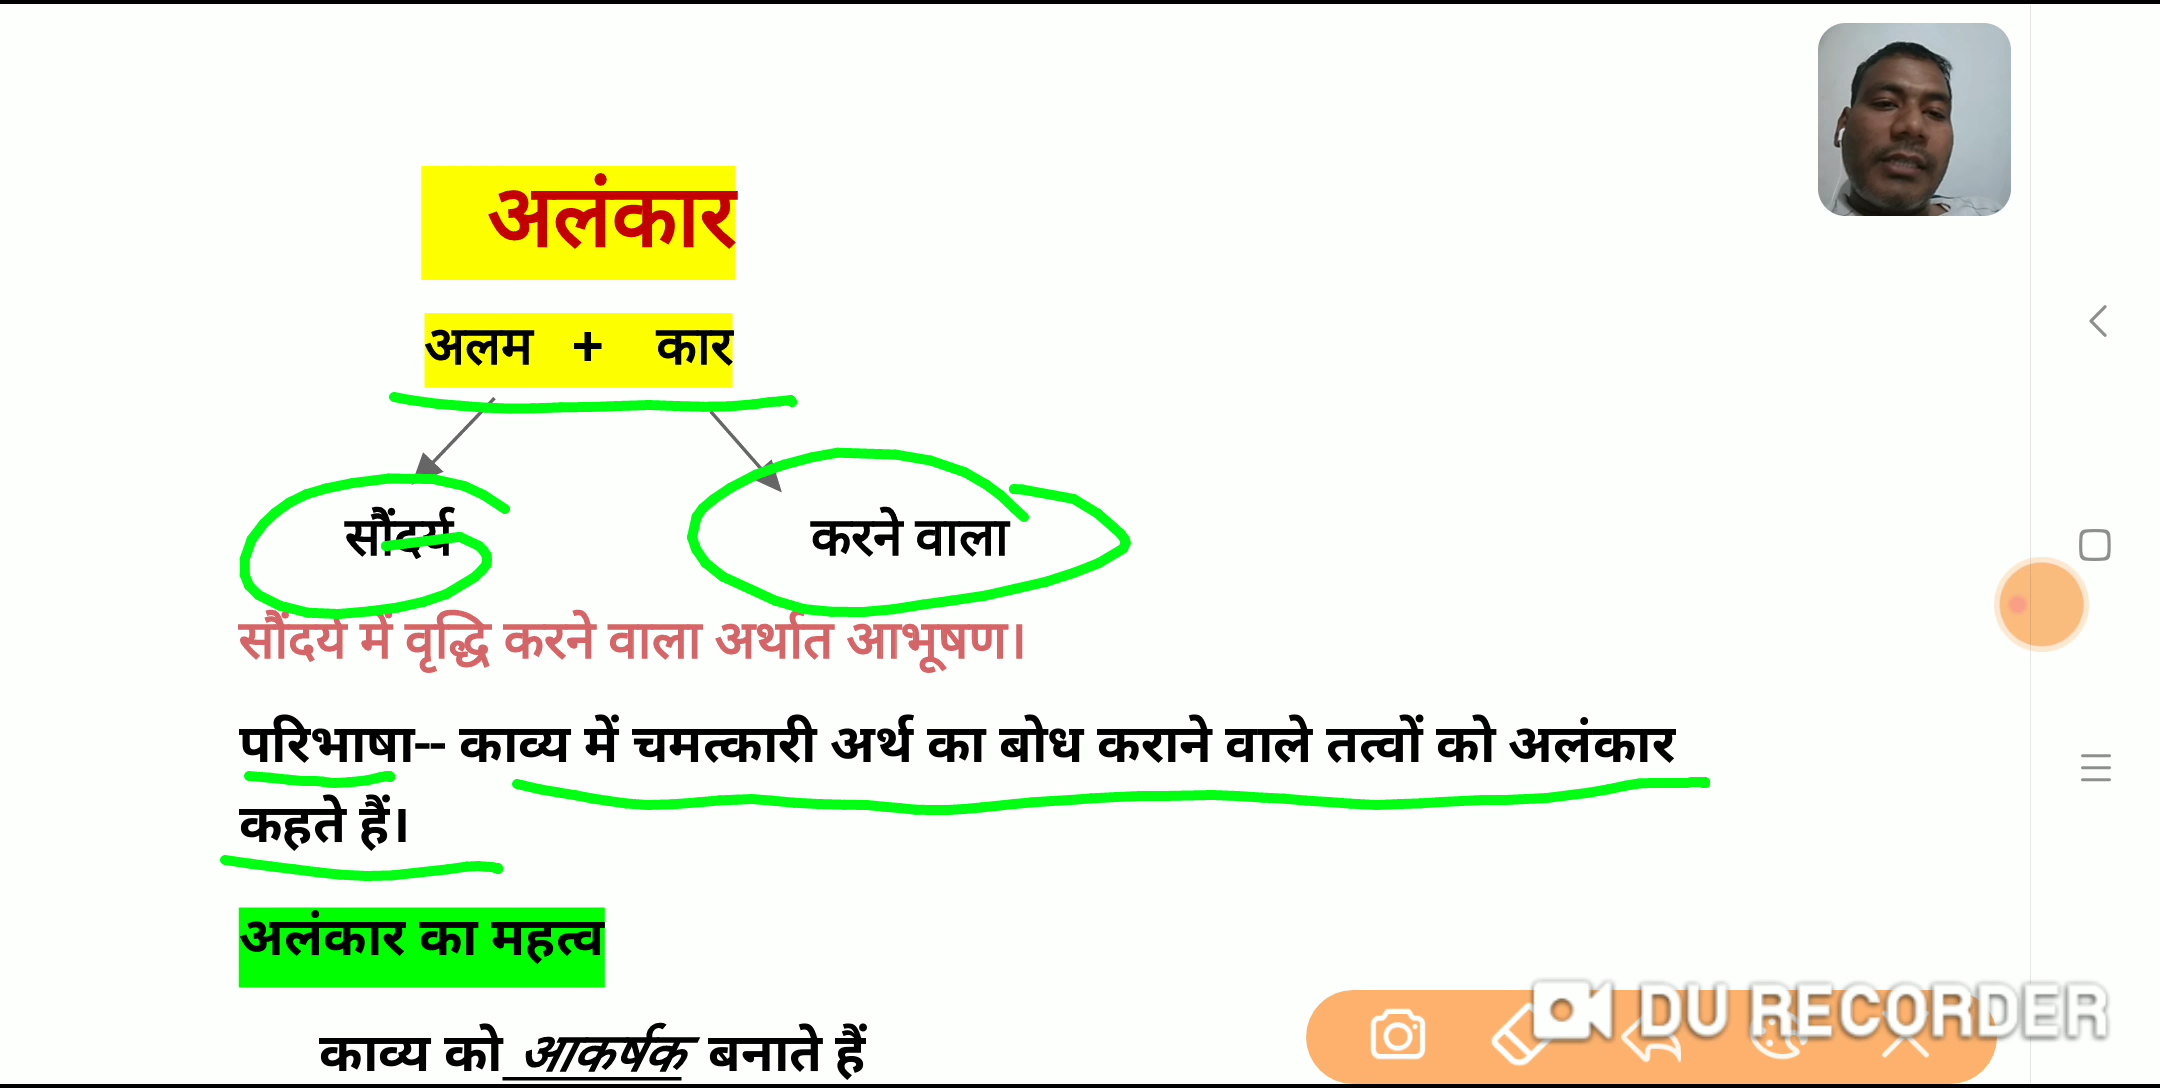 अलंकार
अलम + कार
सौंदर्य करने वाला
सौंदर्य में वृद्धि करने वाला अर्थात आभूषण।
परिभाषा-- काव्य में चमत्कारी अर्थ का बोध कराने वाले तत्वों को अलंकार
कहते हैं।
अलंकार का महत्व
काव्य को आकर्षक बनाते हैं
DU RECORDER